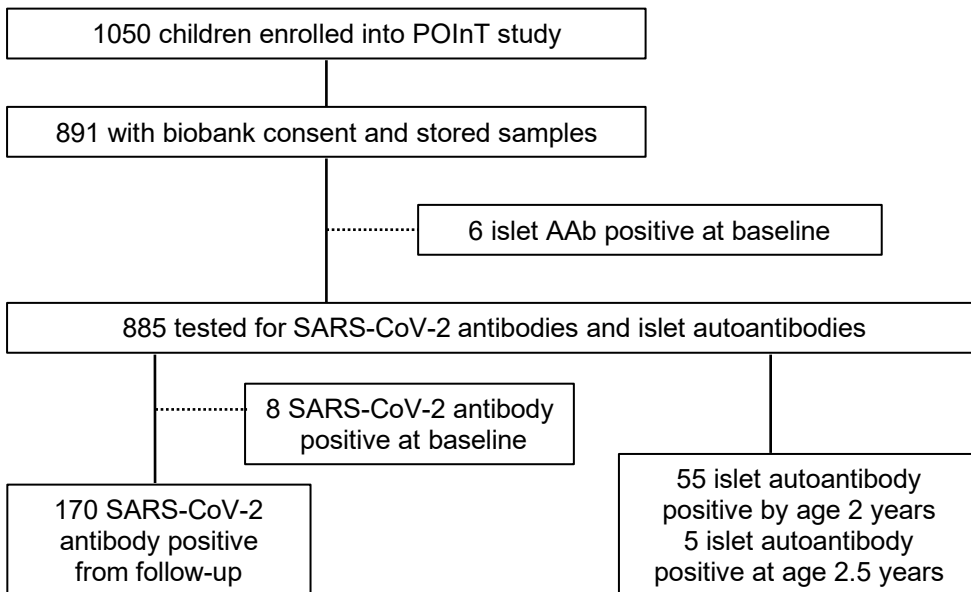 1050 children enrolled into POInT study
891 with biobank consent and stored samples
6 islet AAb positive at baseline
885 tested for SARS-CoV-2 antibodies and islet autoantibodies
8 SARS-CoV-2 antibody
positive at baseline
170 SARS-CoV-2
antibody positive
from follow-up
55 islet autoantibody
positive by age 2 years
5 islet autoantibody
positive at age 2.5 years